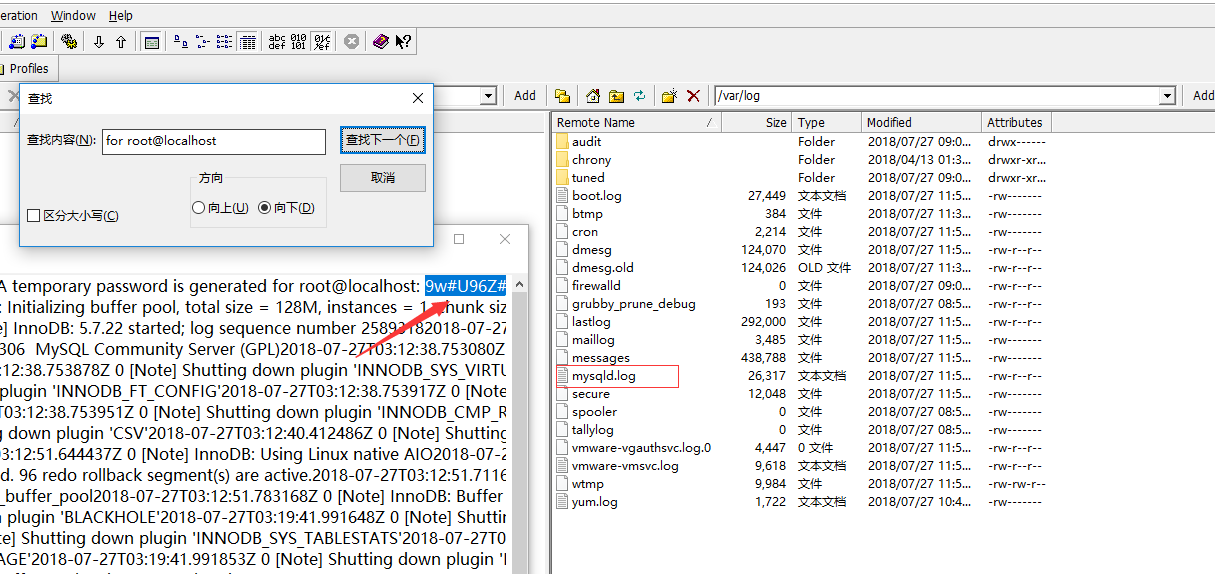 eration Window Help
abc def 010 101
Profiles
查找
查找内容(N): for root@localhost 查找下一个(F)
取消
方向
区分大小写(C) 向上(U) 向下(D)
Add /var/log Add
A temporary password is generated for root@localhost: 9w#U96Z#
: Initializing buffer pool, total size = 128M, instances = 1, chunk siz
e] InnoDB: 5.7.22 started; log sequence number 25893182018-07-27
306 MySQL Community Server (GPL)2018-07-27T03:12:38.753080Z
:12:38.753878Z 0 [Note] Shutting down plugin 'INNODB_SYS_VIRTU
plugin 'INNODB_FT_CONFIG'2018-07-27T03:12:38.753917Z 0 [Note]
T03:12:38.753951Z 0 [Note] Shutting down plugin 'INNODB_CMP_R
g down plugin 'CSV'2018-07-27T03:12:40.412486Z 0 [Note] Shutting
03:12:51.644437Z 0 [Note] InnoDB: Using Linux native AIO2018-07-2
d. 96 redo rollback segment(s) are active.2018-07-27T03:12:51.7116
_buffer_pool2018-07-27T03:12:51.783168Z 0 [Note] InnoDB: Buffer
n plugin 'BLACKHOLE'2018-07-27T03:19:41.991648Z 0 [Note] Shuttin
te] Shutting down plugin 'INNODB_SYS_TABLESTATS'2018-07-27T0
AGE'2018-07-27T03:19:41.991853Z 0 [Note] Shutting down plugin 'I
Remote Name / Size Type Modified Attributes
audit Folder 2018/07/27 09:0... drwx------
chrony Folder 2018/04/13 01:3... drwxr-xr...
tuned Folder 2018/07/27 09:0... drwxr-xr...
boot.log 27,449 文本文档 2018/07/27 11:5... -rw-------
btmp 384 文件 2018/07/27 11:5... -rw-------
cron 2,214 文件 2018/07/27 11:5... -rw-------
dmesg 124,070 文件 2018/07/27 11:5... -rw-r--r--
dmesg.old 124,026 OLD 文件 2018/07/27 11:5... -rw-r--r--
firewalld 0 文件 2018/07/27 09:0... -rw-r--r--
grubby_prune_debug 193 文件 2018/07/27 08:5... -rw-r--r--
lastlog 292,000 文件 2018/07/27 11:5... -rw-r--r--
maillog 3,485 文件 2018/07/27 11:5... -rw-------
messages 438,788 文件 2018/07/27 11:5... -rw-------
mysqld.log 26,317 文本文档 2018/07/27 11:5... -rw-r-----
secure 12,048 文件 2018/07/27 11:5... -rw-------
spooler 0 文件 2018/07/27 08:5... -rw-------
tallylog 0 文件 2018/07/27 08:5... -rw-------
vmware-vgauthsvc.log.0 4,447 0 文件 2018/07/27 11:5... -rw-r--r--
vmware-vmsvc.log 9,618 文本文档 2018/07/27 11:5... -rw-r--r--
wtmp 9,984 文件 2018/07/27 11:5... -rw-rw-r--
yum.log 1,722 文本文档 2018/07/27 10:4... -rw-------